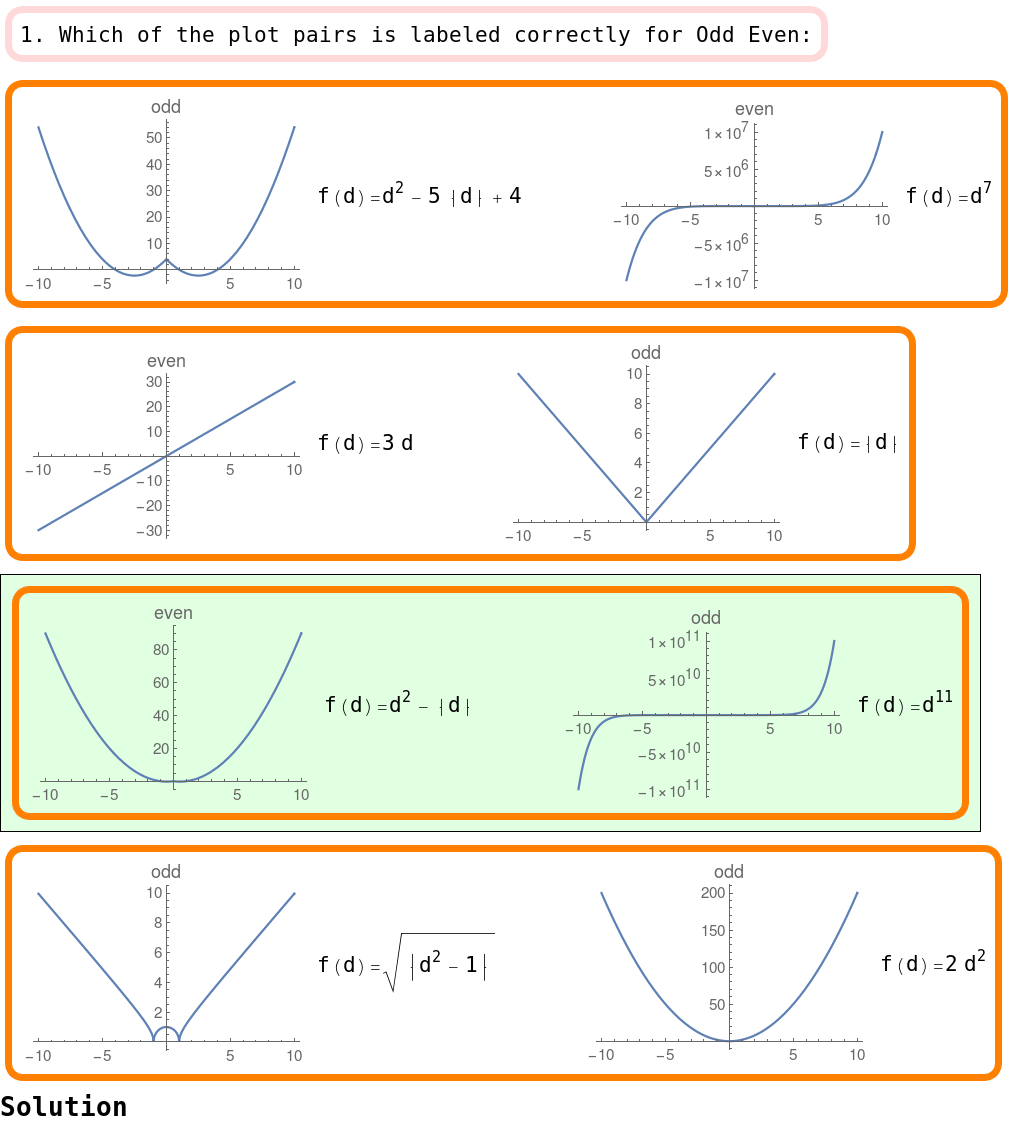 1. Which of the plot pairs is labeled correctly for Odd Even:
odd
50
40
30
20
10
−10 −5 5 10
f(d)=d² − 5 |d| + 4
even
1×10⁷
5×10⁶
−10 −5 5 10
−5×10⁶
−1×10⁷
f(d)=d⁷
even
30
20
10
−10 −5 5 10
−10
−20
−30
f(d)=3 d
odd
10
8
6
4
2
−10 −5 5 10
f(d)=|d|
even
80
60
40
20
−10 −5 5 10
f(d)=d² − |d|
odd
1×10¹¹
5×10¹⁰
−10 −5 5 10
−5×10¹⁰
−1×10¹¹
f(d)=d¹¹
odd
10
8
6
4
2
−10 −5 5 10
f(d)=√|d² − 1|
odd
200
150
100
50
−10 −5 5 10
f(d)=2 d²
Solution